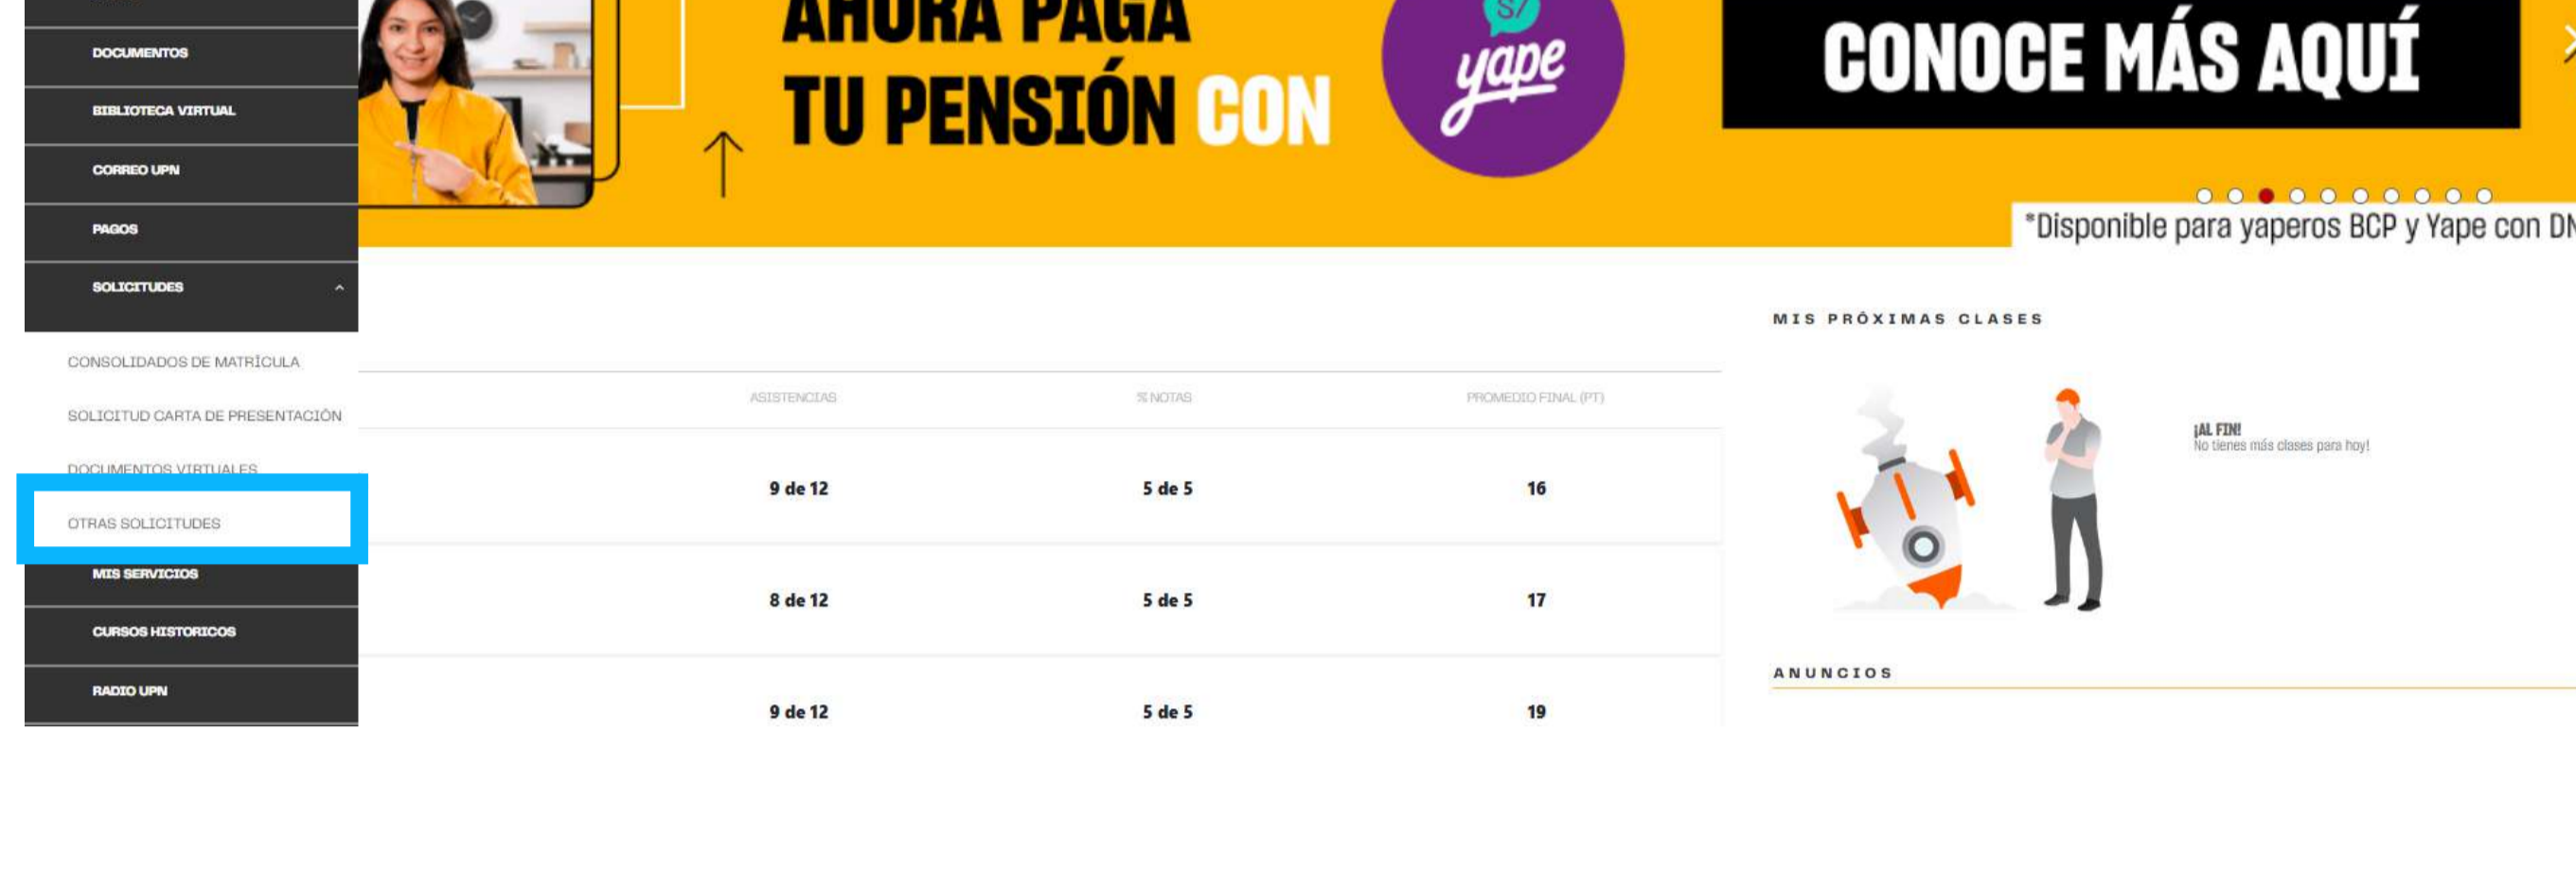 DOCUMENTOS
BIBLIOTECA VIRTUAL
CORREO UPN
PAGOS
SOLICITUDES
CONSOLIDADOS DE MATRÍCULA
SOLICITUD CARTA DE PRESENTACIÓN
DOCUMENTOS VIRTUALES
OTRAS SOLICITUDES
MIS SERVICIOS
CURSOS HISTORICOS
RADIO UPN
AHORA PAGA
TU PENSIÓN CON
S/
yape
CONOCE MÁS AQUÍ
*Disponible para yaperos BCP y Yape con DN
ASISTENCIAS % NOTAS PROMEDIO FINAL (PT)
9 de 12 5 de 5 16
8 de 12 5 de 5 17
9 de 12 5 de 5 19
MIS PRÓXIMAS CLASES
¡AL FIN!
No tienes más clases para hoy!
ANUNCIOS